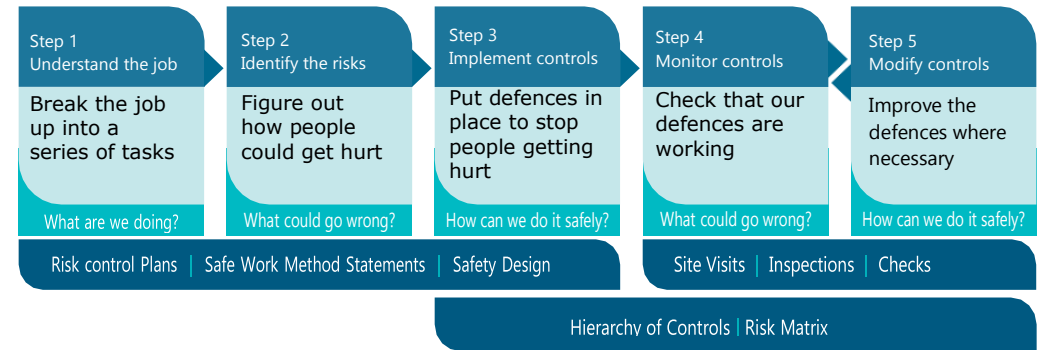 Step 1
Understand the job
Break the job
up into a
series of tasks
What are we doing?
Step 2
Identify the risks
Figure out
how people
could get hurt
What could go wrong?
Step 3
Implement controls
Put defences in
place to stop
people getting
hurt
How can we do it safely?
Step 4
Monitor controls
Check that our
defences are
working
What could go wrong?
Step 5
Modify controls
Improve the
defences where
necessary
How can we do it safely?
Risk control Plans | Safe Work Method Statements | Safety Design
Site Visits | Inspections | Checks
Hierarchy of Controls | Risk Matrix